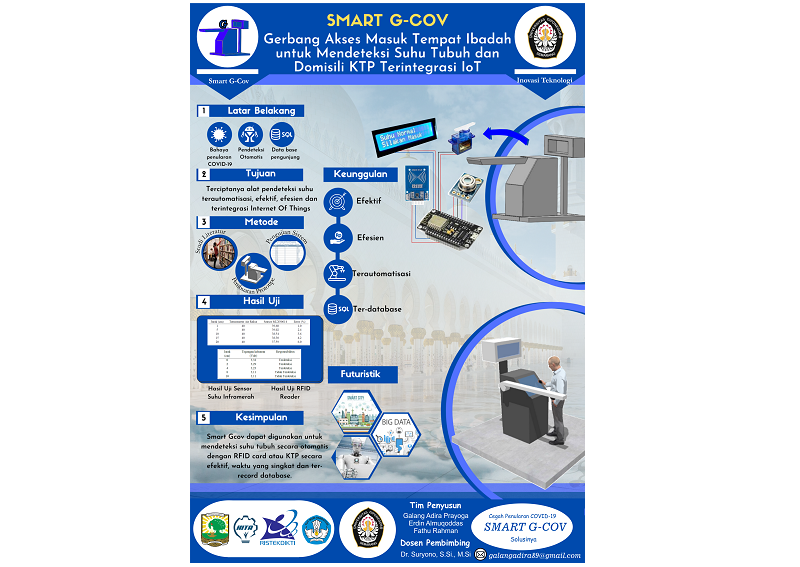 SMART G-COV
Gerbang Akses Masuk Tempat Ibadah
untuk Mendeteksi Suhu Tubuh dan
Domisili KTP Terintegrasi IoT
Smart G-Cov
Inovasi Teknologi
1 Latar Belakang
Bahaya
penularan
COVID-19
Pendeteksi
Otomatis
SQL
Data base
pengunjung
2 Tujuan
Terciptanya alat pendeteksi suhu
terautomatisasi, efektif, efesien dan
terintegrasi Internet Of Things
3 Metode
Studi Literatur
Pembuatan Prototipe
Pengujian Sistem
4 Hasil Uji
Hasil Uji Sensor
Suhu Inframerah
Hasil Uji RFID
Reader
5 Kesimpulan
Smart Gcov dapat digunakan untuk
mendeteksi suhu tubuh secara otomatis
dengan RFID card atau KTP secara
efektif, waktu yang singkat dan ter-
record database.
Keunggulan
Efektif
Efesien
Terautomatisasi
SQL
Ter-database
Suhu Normal
Silakan Masuk
Futuristik
SMART CITY
BIG DATA
RISTEKDIKTI
Tim Penyusun
Galang Adira Prayoga
Erdin Almuqoddas
Fathu Rahman
Dosen Pembimbing
Dr. Suryono, S.Si., M.Si
Cegah Penularan COVID-19
SMART G-COV
Solusinya
galangadira89@gmail.com